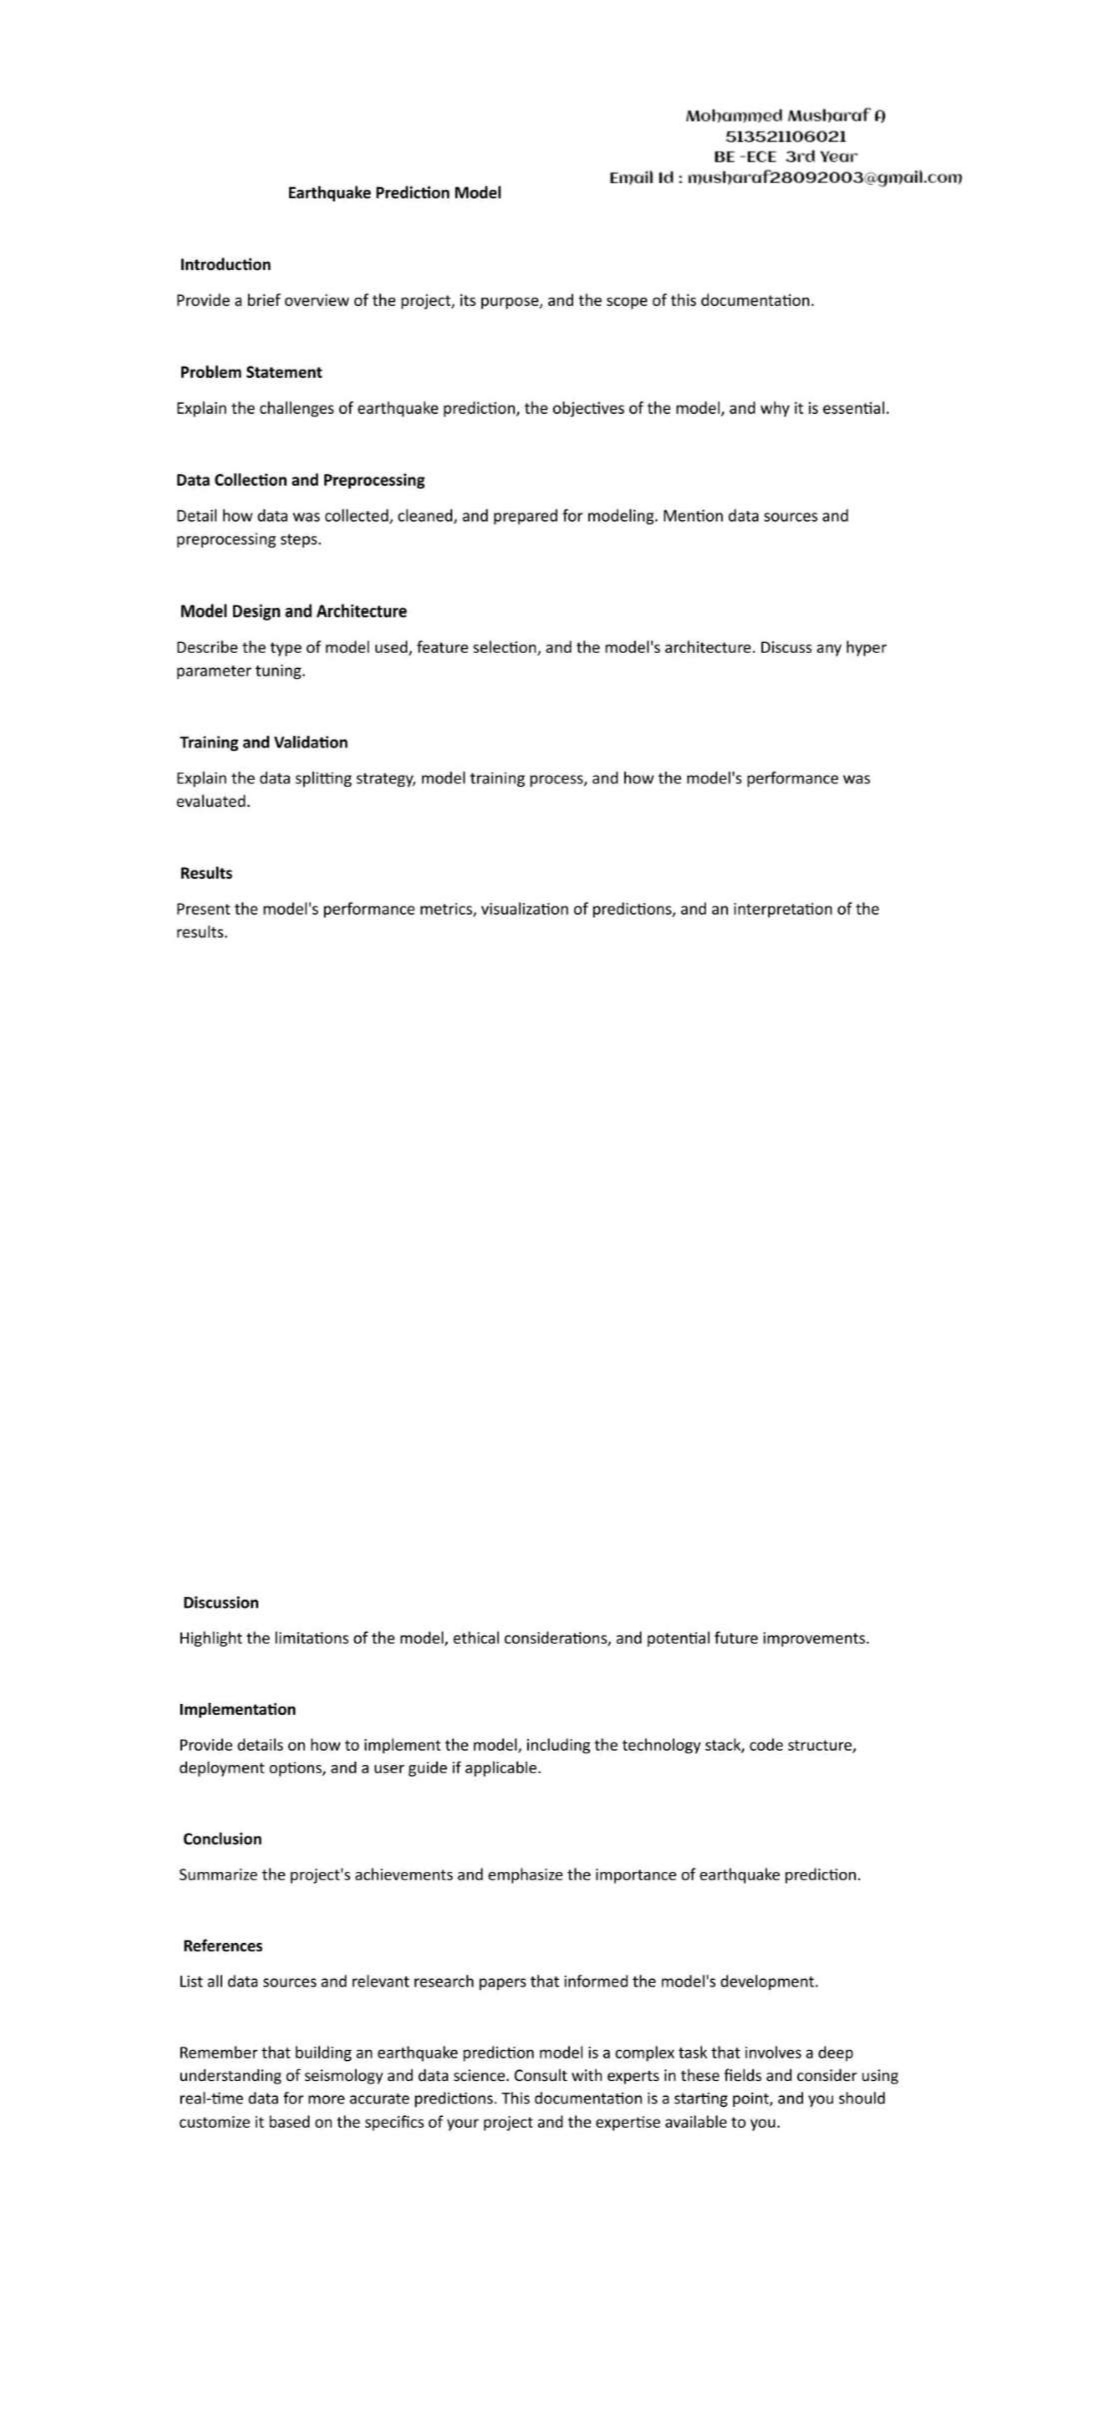 Mohammed Musharaf A
513521106021
BE -ECE 3rd Year
Email Id : musharaf28092003@gmail.com
Earthquake Prediction Model
Introduction
Provide a brief overview of the project, its purpose, and the scope of this documentation.
Problem Statement
Explain the challenges of earthquake prediction, the objectives of the model, and why it is essential.
Data Collection and Preprocessing
Detail how data was collected, cleaned, and prepared for modeling. Mention data sources and
preprocessing steps.
Model Design and Architecture
Describe the type of model used, feature selection, and the model's architecture. Discuss any hyper
parameter tuning.
Training and Validation
Explain the data splitting strategy, model training process, and how the model's performance was
evaluated.
Results
Present the model's performance metrics, visualization of predictions, and an interpretation of the
results.
Discussion
Highlight the limitations of the model, ethical considerations, and potential future improvements.
Implementation
Provide details on how to implement the model, including the technology stack, code structure,
deployment options, and a user guide if applicable.
Conclusion
Summarize the project's achievements and emphasize the importance of earthquake prediction.
References
List all data sources and relevant research papers that informed the model's development.
Remember that building an earthquake prediction model is a complex task that involves a deep
understanding of seismology and data science. Consult with experts in these fields and consider using
real-time data for more accurate predictions. This documentation is a starting point, and you should
customize it based on the specifics of your project and the expertise available to you.